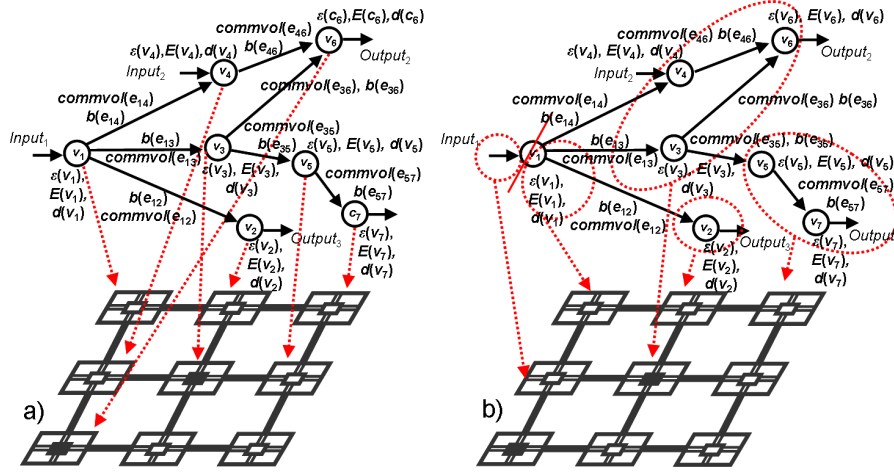 ε(c6),E(c6), d(c6)
commvol(e46)
b(e46)
v6
Output2
ε(v4),E(v4),d(v4)
Input2
v4
commvol(e36), b(e36)
commvol(e14)
b(e14)
Input1
v1
b(e13)
commvol(e13)
v3
commvol(e35)
b(e35)
ε(v5), E(v5), d(v5)
v5
commvol(e57)
b(e57)
ε(v1),
E(v1),
d(v1)
ε(v3), E(v3),
d(v3)
b(e12)
commvol(e12)
v2
Output3
c7
ε(v2),
E(v2),
d(v2)
ε(v7),
E(v7),
d(v7)
a)
ε(v6), E(v6), d(v6)
commvol(e46) b(e46)
v6
Output2
ε(v4), E(v4), d(v4)
Input2
v4
commvol(e36) b(e36)
commvol(e14)
b(e14)
Input
v1
b(e13)
commvol(e13)
v3
commvol(e35), b(e35)
v5
ε(v5), E(v5), d(v5)
commvol(e57)
b(e57)
ε(v1),
E(v1),
d(v1)
ε(v3), E(v3),
d(v3)
b(e12)
commvol(e12)
v2
Output3
v7
Output
ε(v2),
E(v2),
d(v2)
ε(v7),
E(v7),
d(v7)
b)